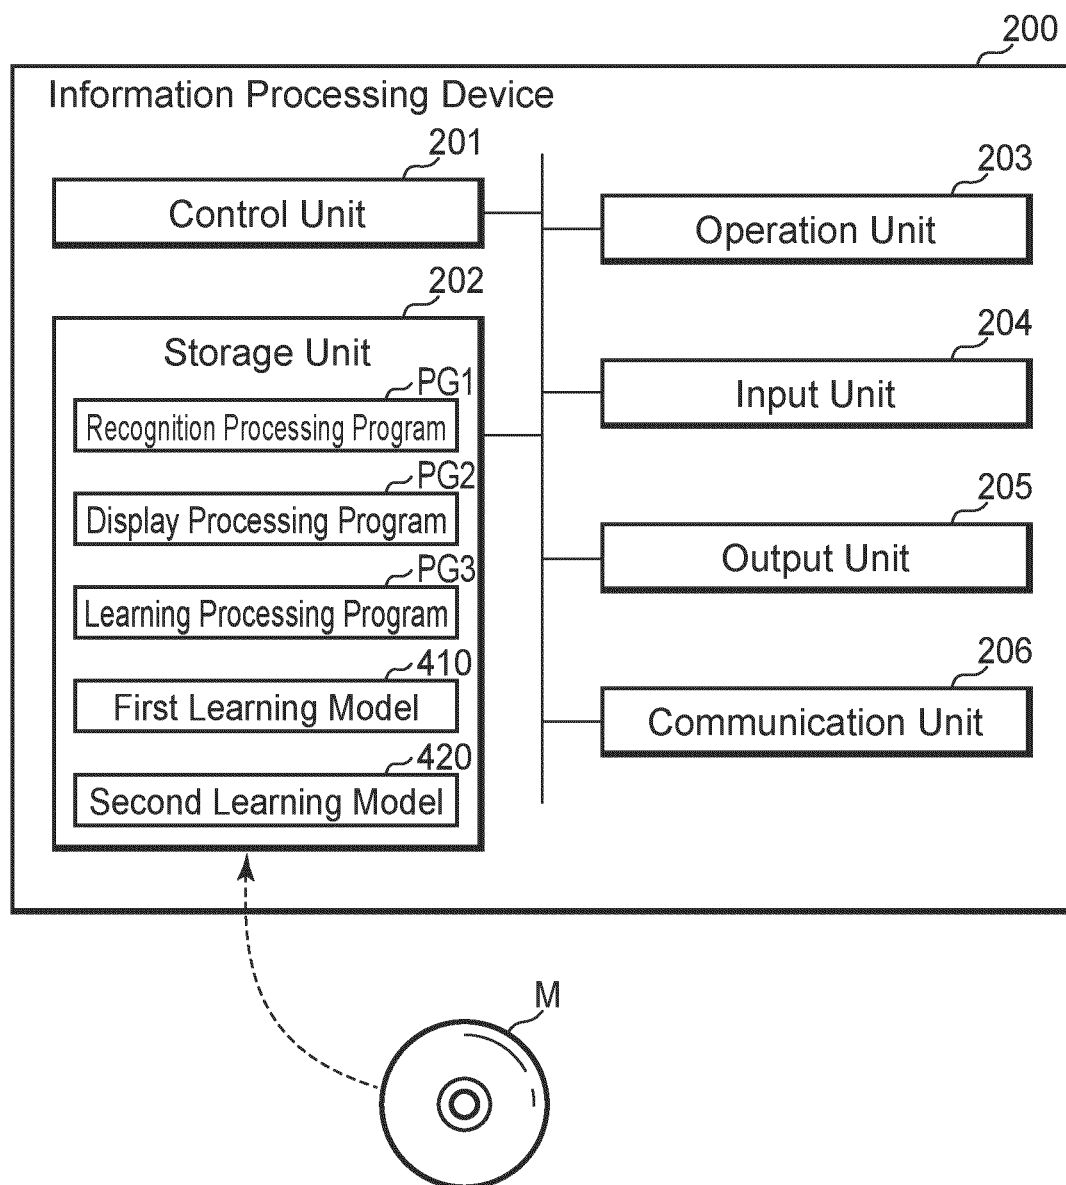 200
Information Processing Device
201
Control Unit
202
Storage Unit
PG1
Recognition Processing Program
PG2
Display Processing Program
PG3
Learning Processing Program
410
First Learning Model
420
Second Learning Model
203
Operation Unit
204
Input Unit
205
Output Unit
206
Communication Unit
M